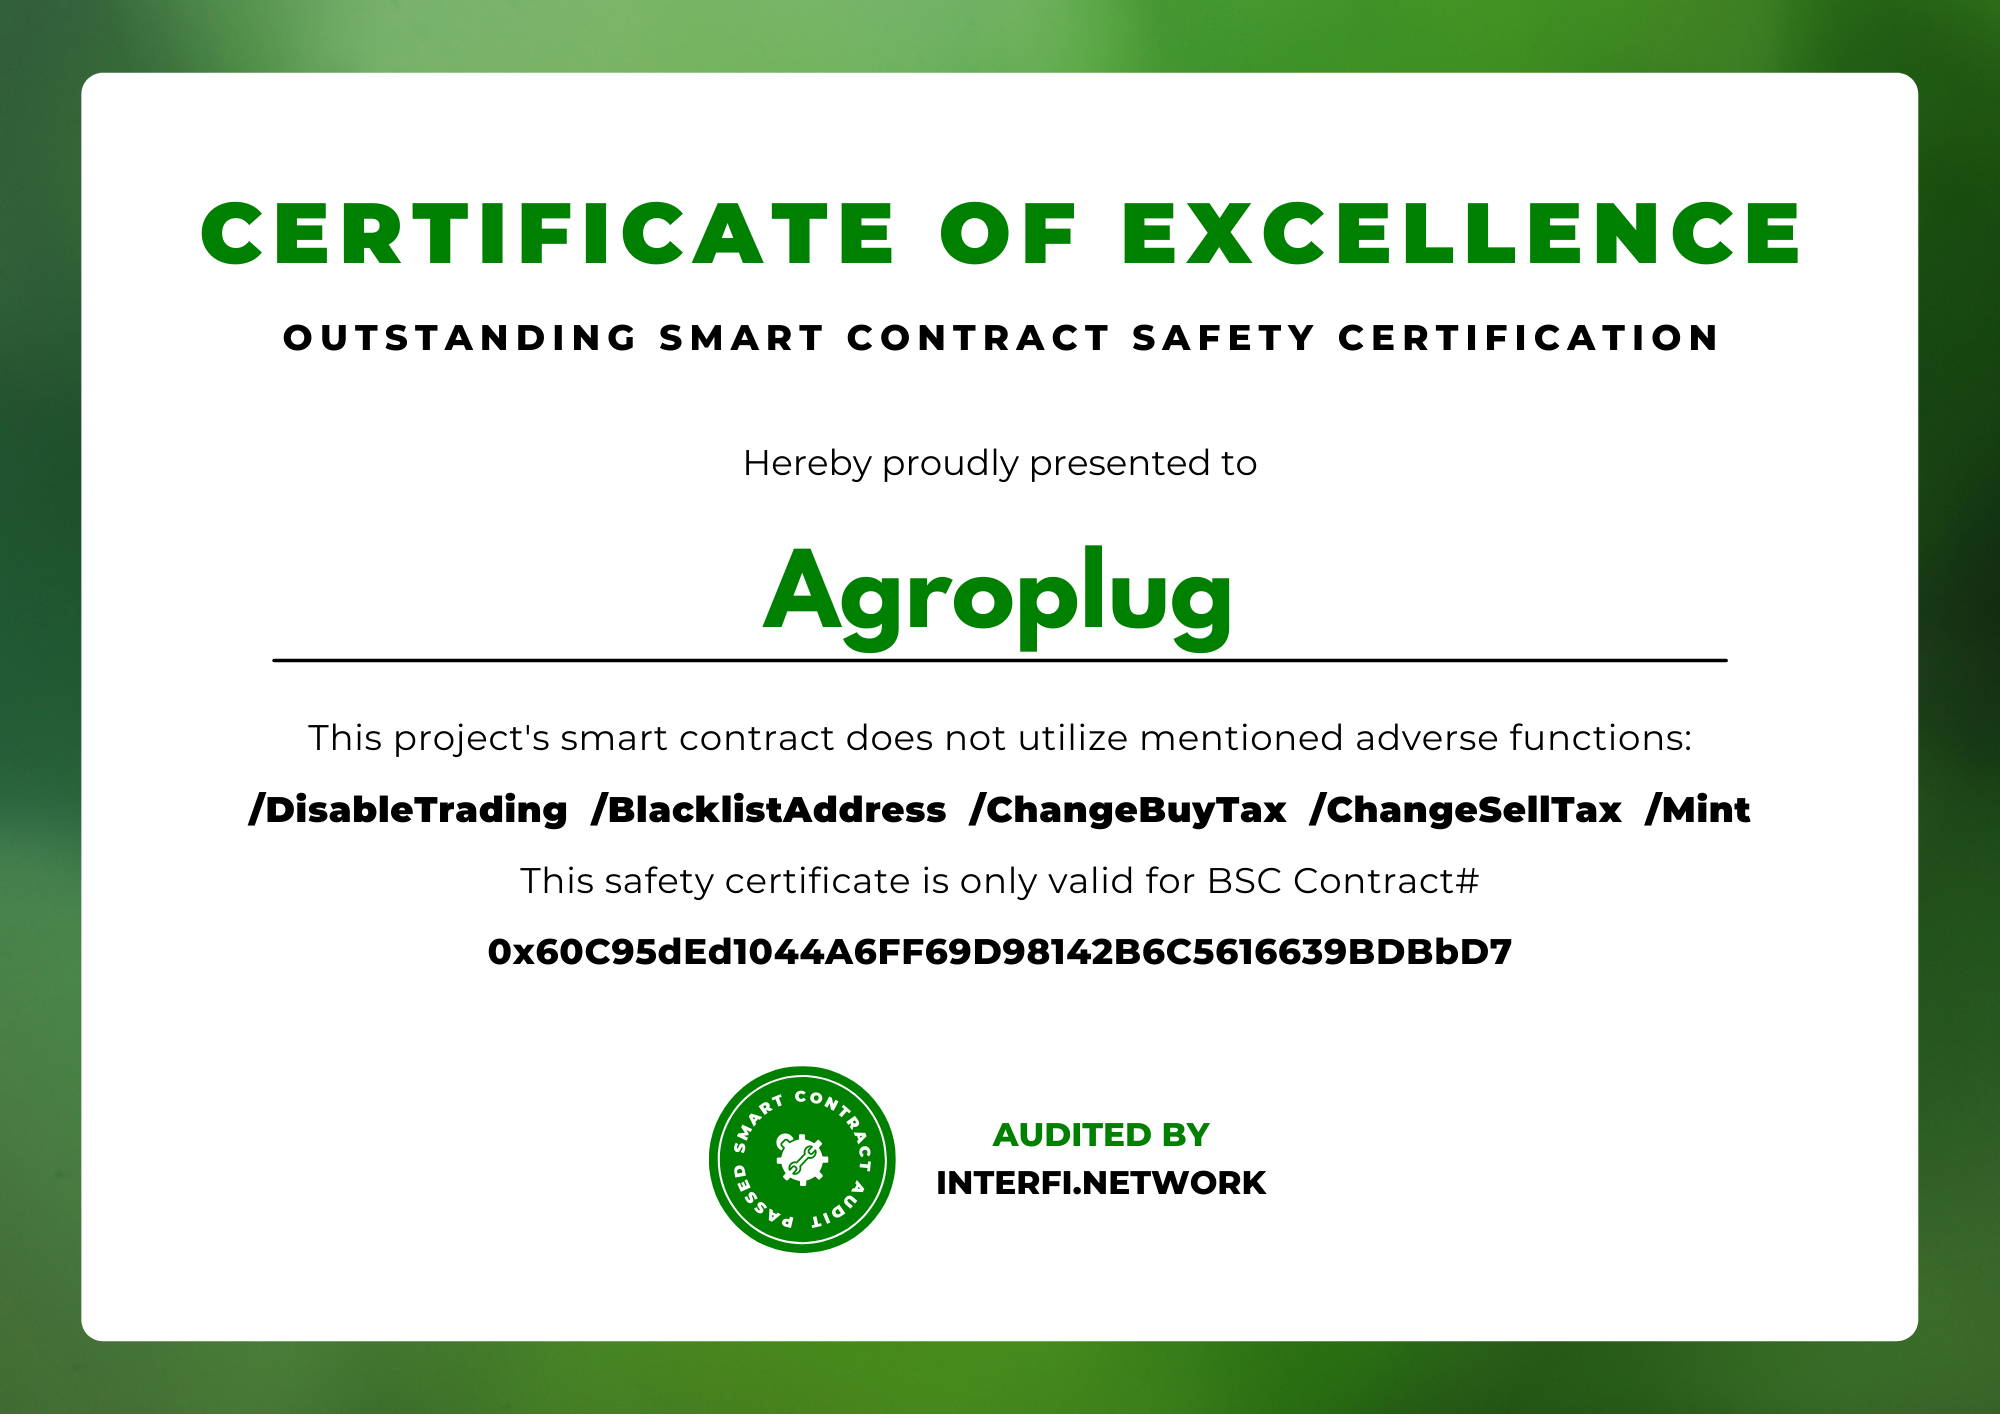 CERTIFICATE OF EXCELLENCE
OUTSTANDING SMART CONTRACT SAFETY CERTIFICATION
Hereby proudly presented to
Agroplug
This project's smart contract does not utilize mentioned adverse functions:
/DisableTrading /BlacklistAddress /ChangeBuyTax /ChangeSellTax /Mint
This safety certificate is only valid for BSC Contract#
0x60C95dEd1044A6FF69D98142B6C5616639BDBbD7
PASSED SMART CONTRACT AUDIT
AUDITED BY
INTERFI.NETWORK